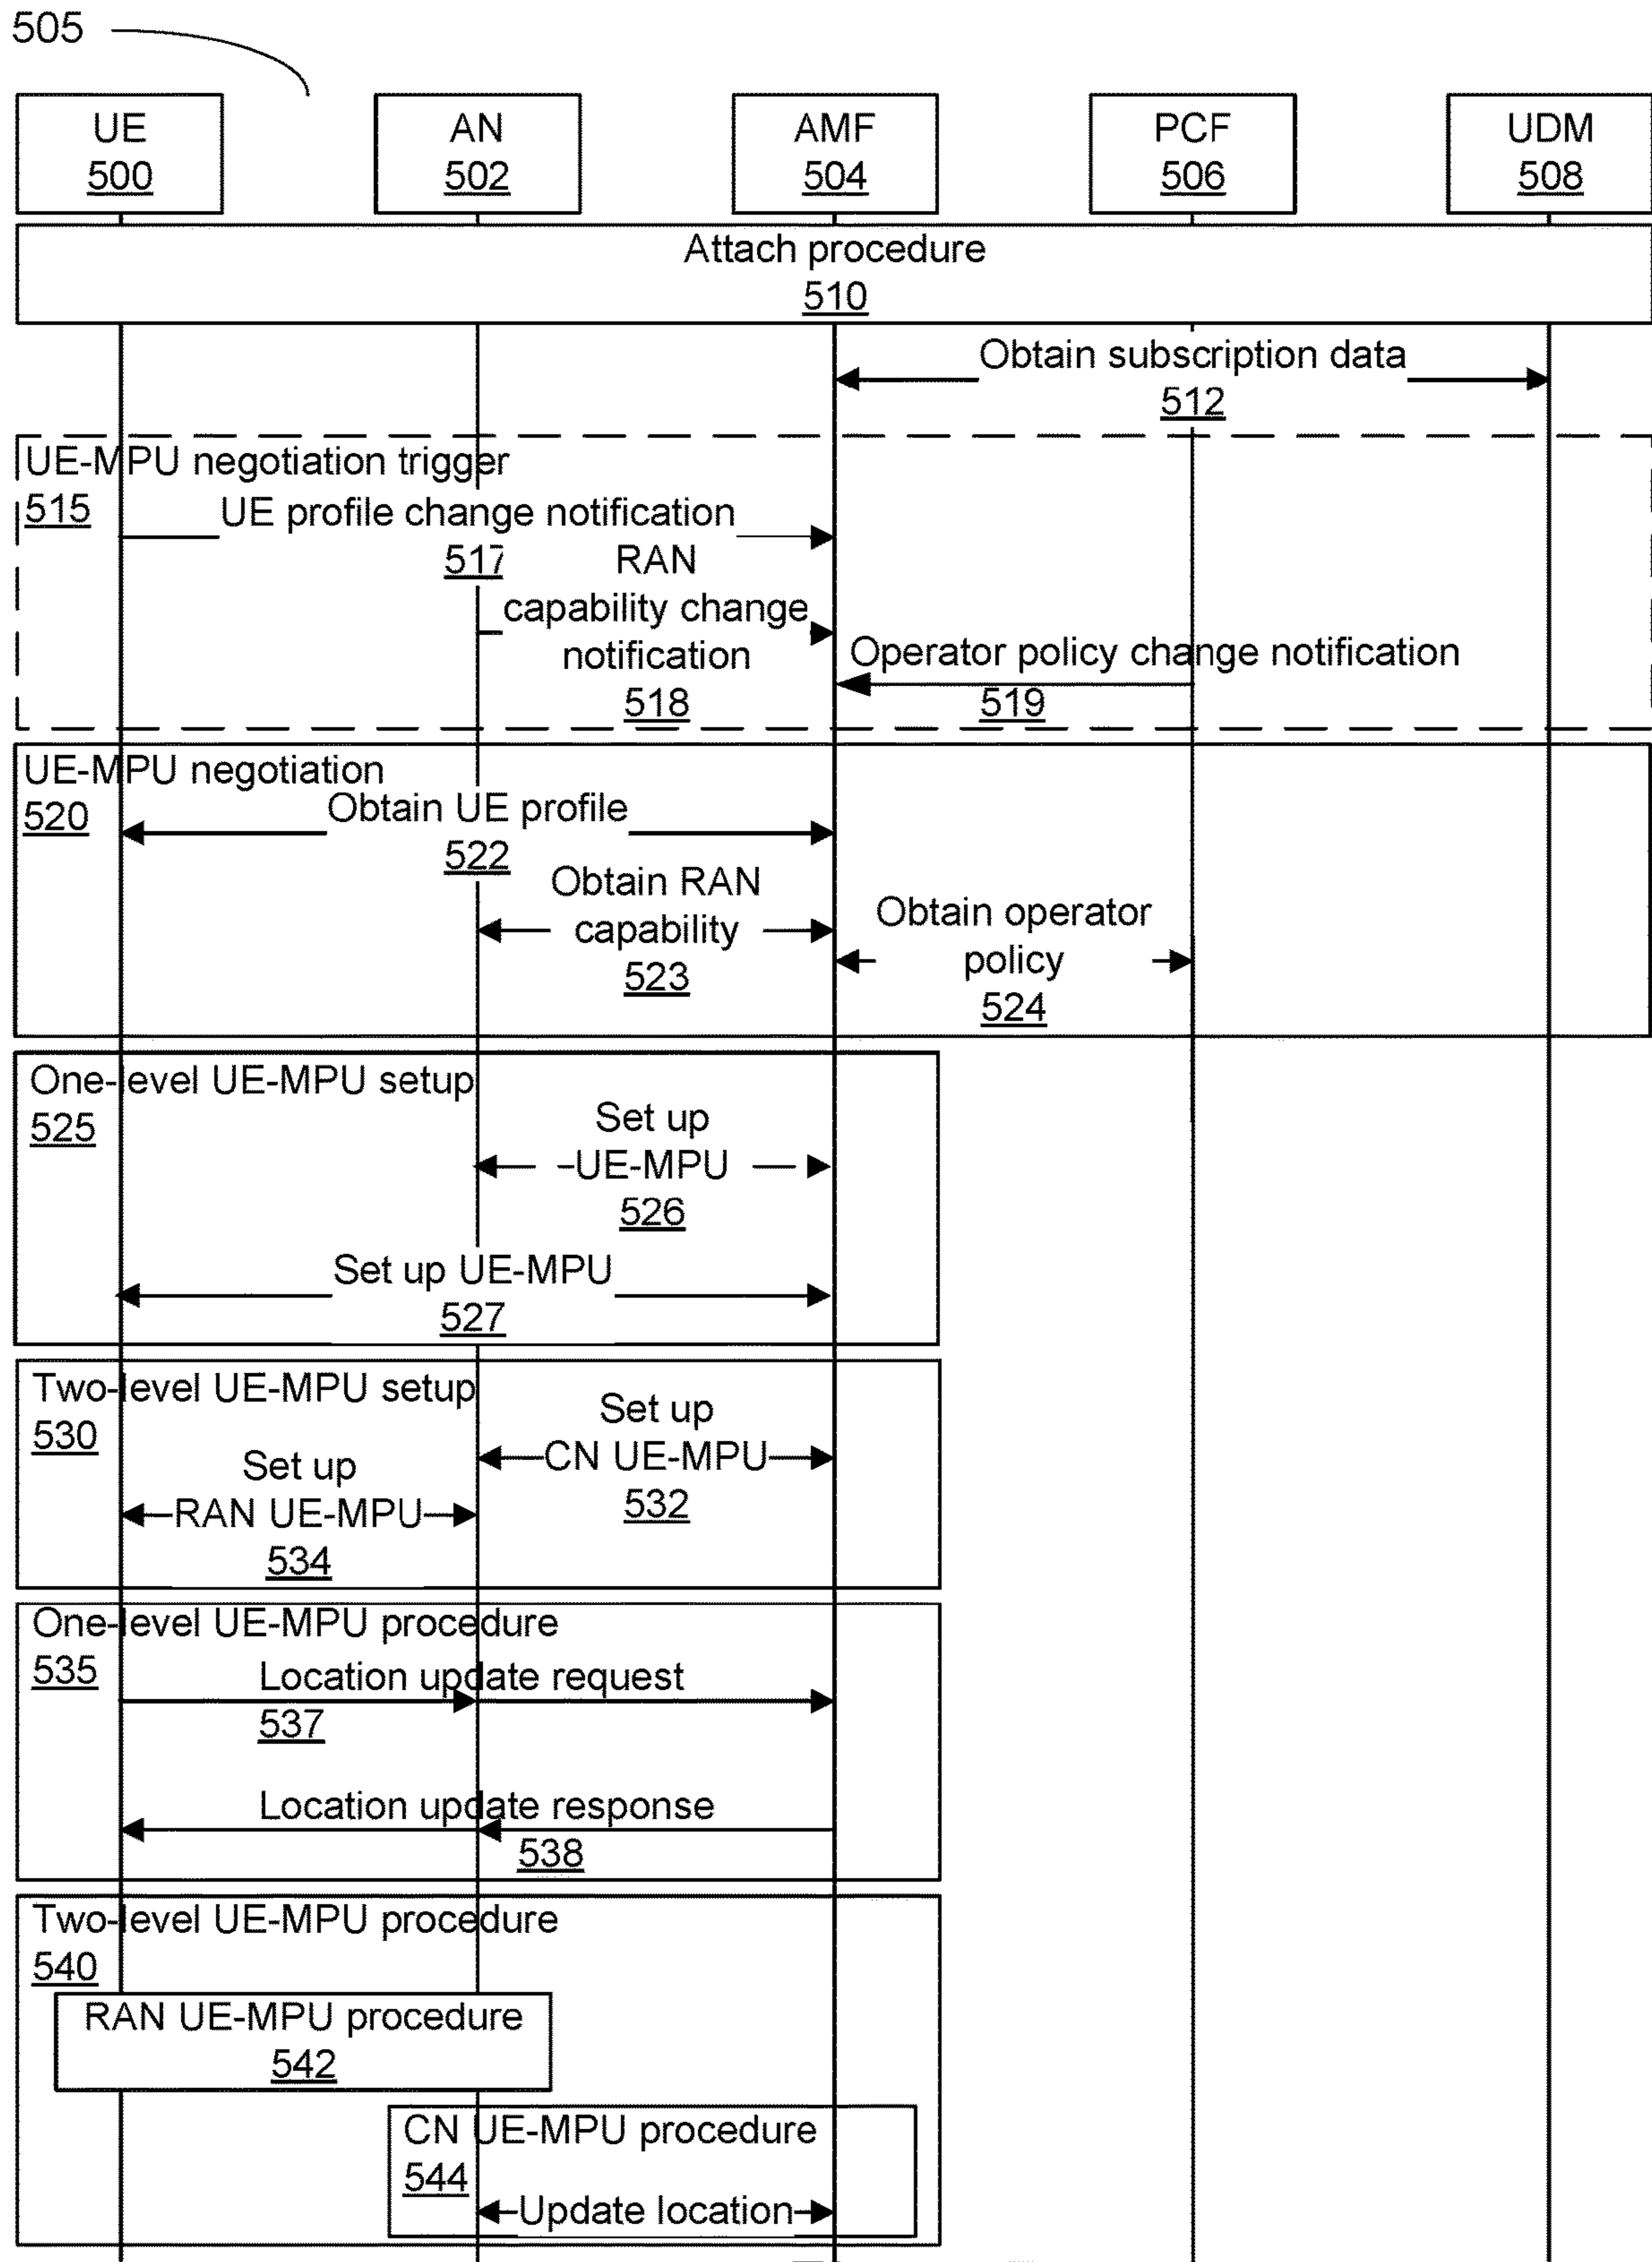 505
UE
500
AN
502
AMF
504
PCF
506
UDM
508
Attach procedure
510
Obtain subscription data
512
UE-MPU negotiation trigger
515
UE profile change notification
517
RAN
capability change
notification
518
Operator policy change notification
519
UE-MPU negotiation
520
Obtain UE profile
522
Obtain RAN
capability
523
Obtain operator
policy
524
One-level UE-MPU setup
525
Set up
UE-MPU
526
Set up UE-MPU
527
Two-level UE-MPU setup
530
Set up
CN UE-MPU
532
Set up
RAN UE-MPU
534
One-level UE-MPU procedure
535
Location update request
537
Location update response
538
Two-level UE-MPU procedure
540
RAN UE-MPU procedure
542
CN UE-MPU procedure
544
Update location